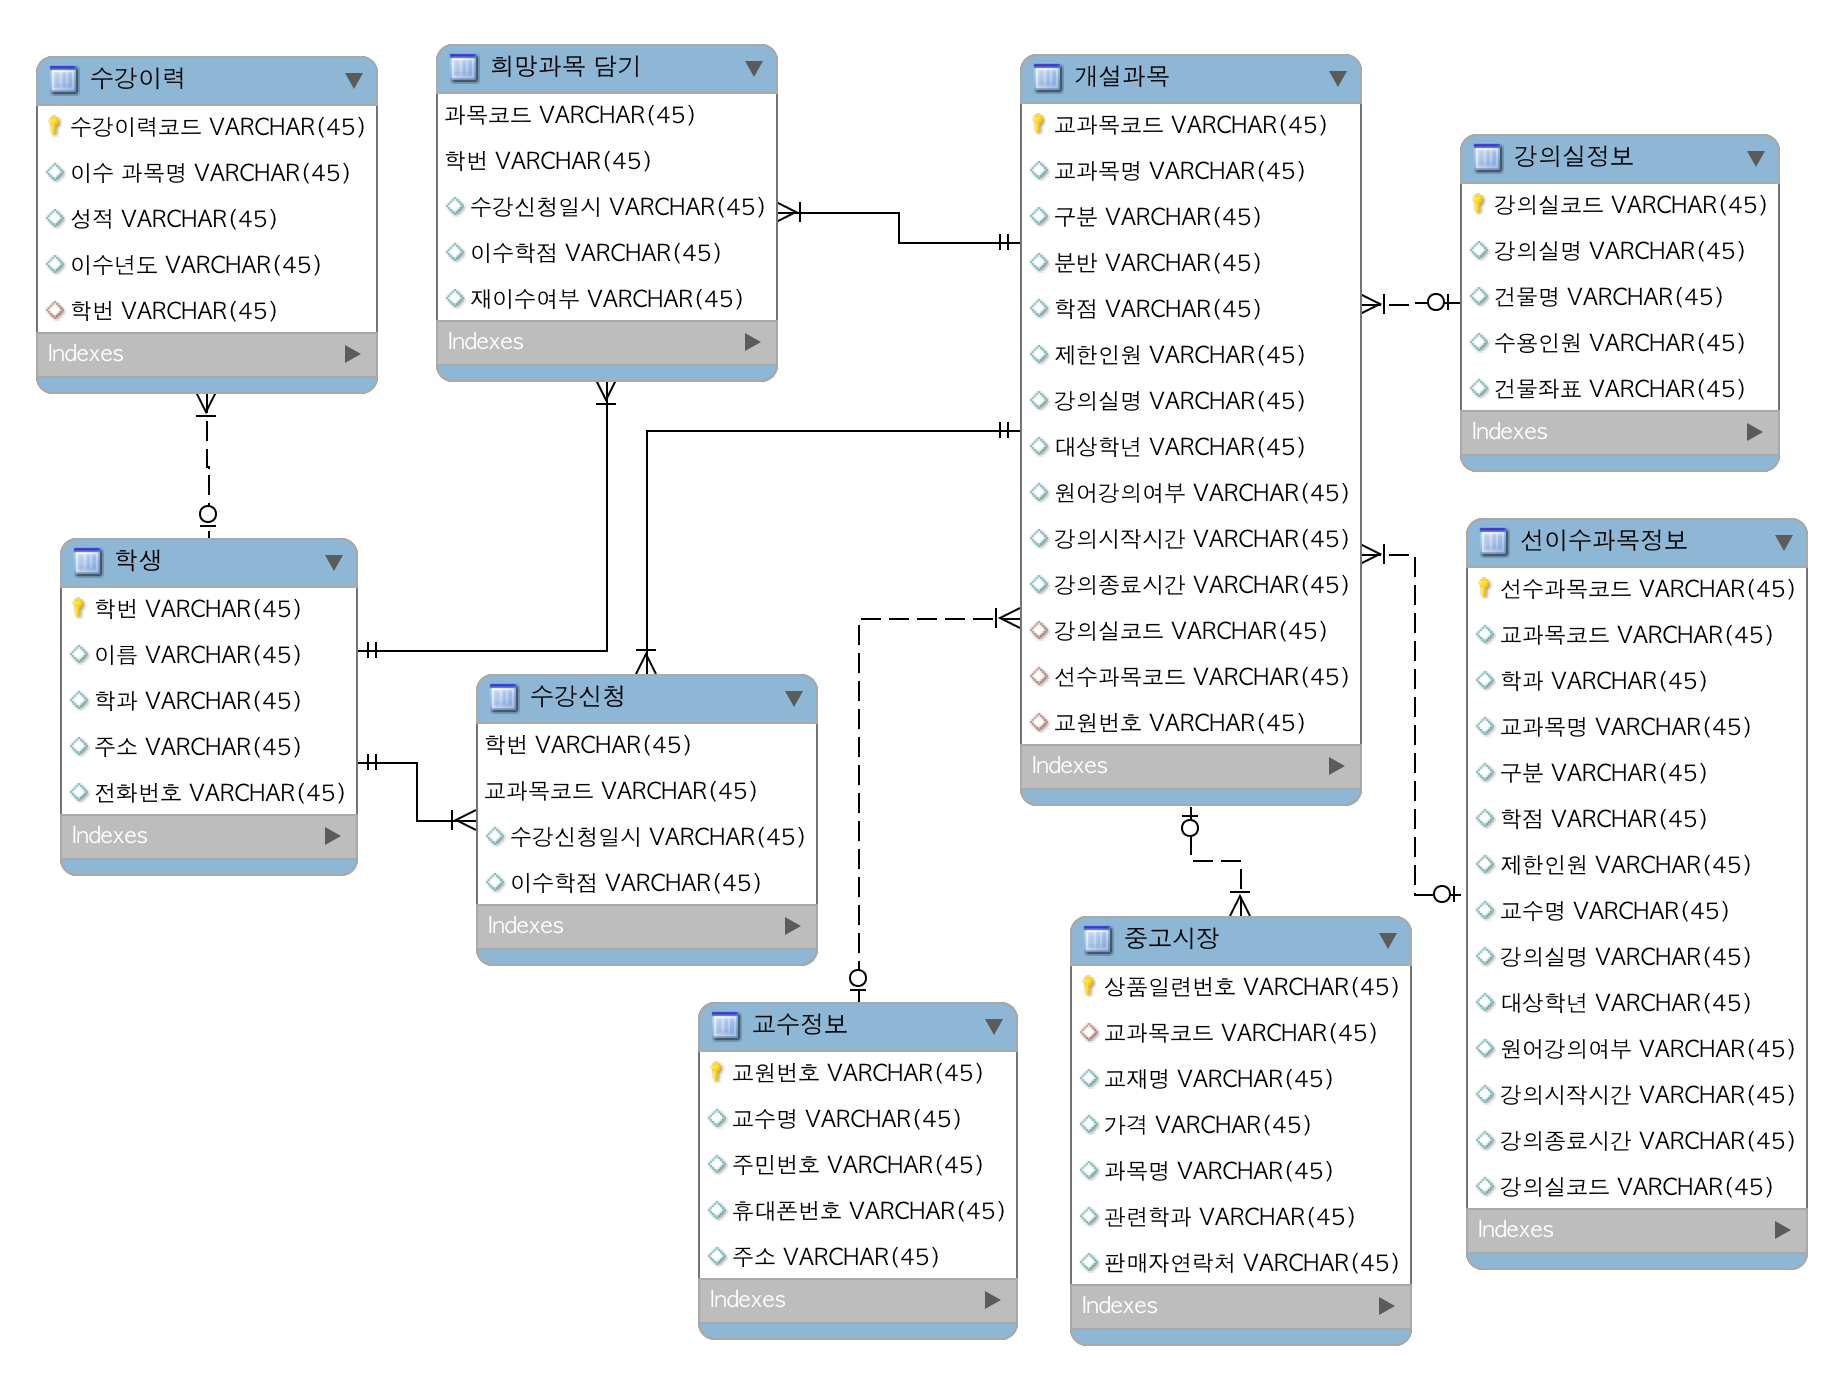 수강이력
수강이력코드 VARCHAR(45)
이수 과목명 VARCHAR(45)
성적 VARCHAR(45)
이수년도 VARCHAR(45)
학번 VARCHAR(45)
Indexes
희망과목 담기
과목코드 VARCHAR(45)
학번 VARCHAR(45)
수강신청일시 VARCHAR(45)
이수학점 VARCHAR(45)
재이수여부 VARCHAR(45)
Indexes
개설과목
교과목코드 VARCHAR(45)
교과목명 VARCHAR(45)
구분 VARCHAR(45)
분반 VARCHAR(45)
학점 VARCHAR(45)
제한인원 VARCHAR(45)
강의실명 VARCHAR(45)
대상학년 VARCHAR(45)
원어강의여부 VARCHAR(45)
강의시작시간 VARCHAR(45)
강의종료시간 VARCHAR(45)
강의실코드 VARCHAR(45)
선수과목코드 VARCHAR(45)
교원번호 VARCHAR(45)
Indexes
강의실정보
강의실코드 VARCHAR(45)
강의실명 VARCHAR(45)
건물명 VARCHAR(45)
수용인원 VARCHAR(45)
건물좌표 VARCHAR(45)
Indexes
학생
학번 VARCHAR(45)
이름 VARCHAR(45)
학과 VARCHAR(45)
주소 VARCHAR(45)
전화번호 VARCHAR(45)
Indexes
수강신청
학번 VARCHAR(45)
교과목코드 VARCHAR(45)
수강신청일시 VARCHAR(45)
이수학점 VARCHAR(45)
Indexes
선이수과목정보
선수과목코드 VARCHAR(45)
교과목코드 VARCHAR(45)
학과 VARCHAR(45)
교과목명 VARCHAR(45)
구분 VARCHAR(45)
학점 VARCHAR(45)
제한인원 VARCHAR(45)
교수명 VARCHAR(45)
강의실명 VARCHAR(45)
대상학년 VARCHAR(45)
원어강의여부 VARCHAR(45)
강의시작시간 VARCHAR(45)
강의종료시간 VARCHAR(45)
강의실코드 VARCHAR(45)
Indexes
교수정보
교원번호 VARCHAR(45)
교수명 VARCHAR(45)
주민번호 VARCHAR(45)
휴대폰번호 VARCHAR(45)
주소 VARCHAR(45)
Indexes
중고시장
상품일련번호 VARCHAR(45)
교과목코드 VARCHAR(45)
교재명 VARCHAR(45)
가격 VARCHAR(45)
과목명 VARCHAR(45)
관련학과 VARCHAR(45)
판매자연락처 VARCHAR(45)
Indexes